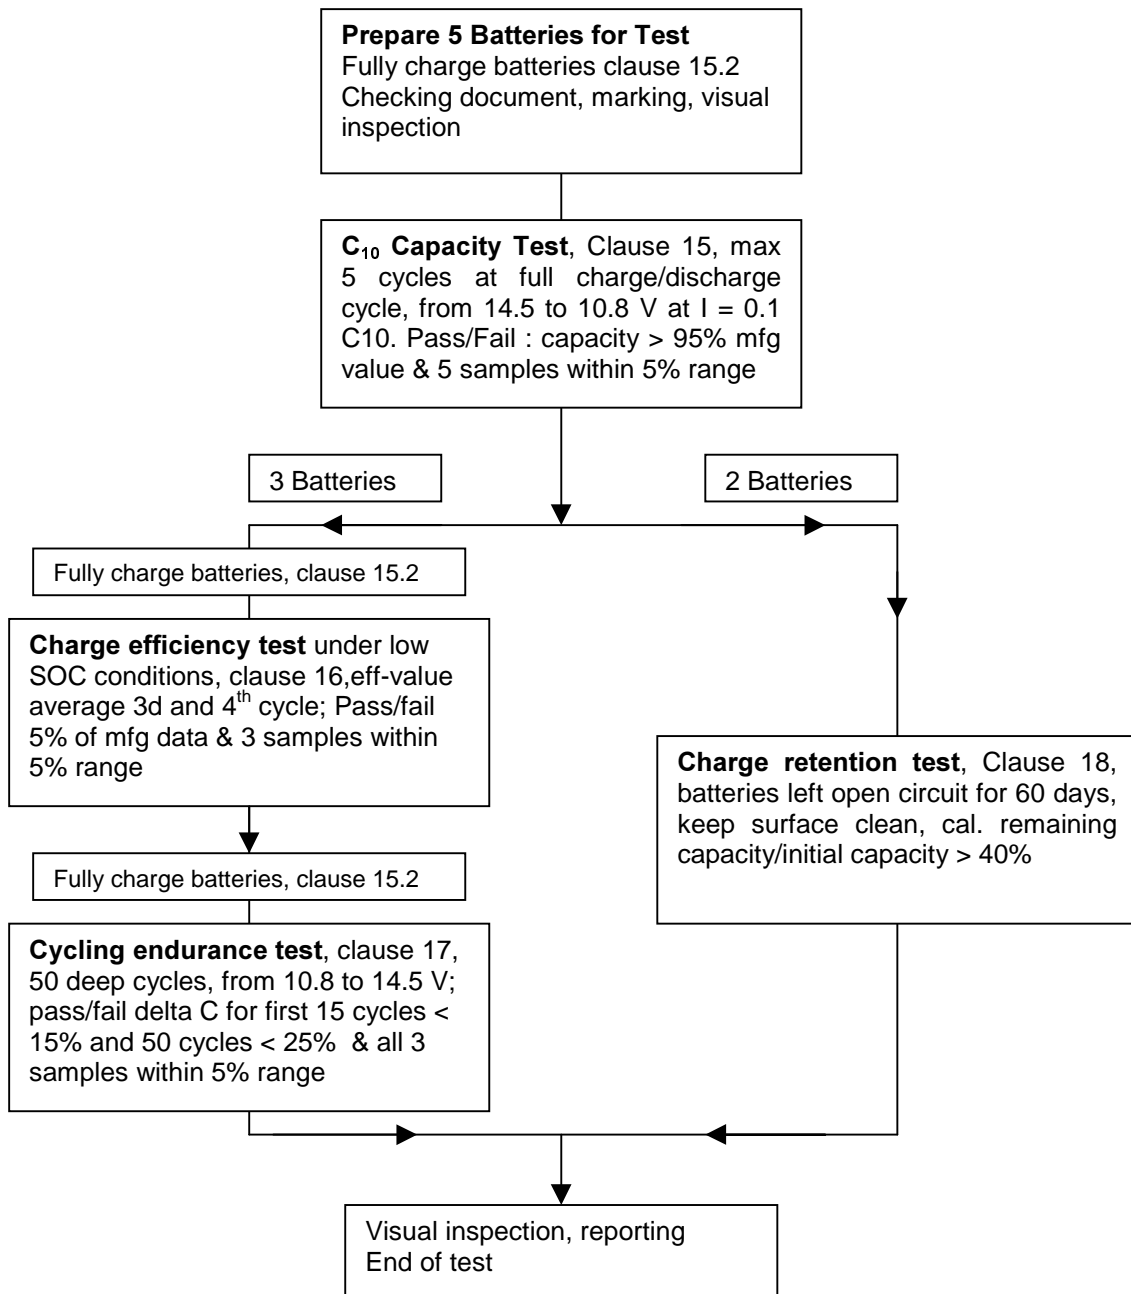 Prepare 5 Batteries for Test
Fully charge batteries clause 15.2
Checking document, marking, visual
inspection
C₁₀ Capacity Test, Clause 15, max
5 cycles at full charge/discharge
cycle, from 14.5 to 10.8 V at I = 0.1
C10. Pass/Fail : capacity > 95% mfg
value & 5 samples within 5% range
3 Batteries
2 Batteries
Fully charge batteries, clause 15.2
Charge efficiency test under low
SOC conditions, clause 16,eff-value
average 3d and 4th cycle; Pass/fail
5% of mfg data & 3 samples within
5% range
Charge retention test, Clause 18,
batteries left open circuit for 60 days,
keep surface clean, cal. remaining
capacity/initial capacity > 40%
Fully charge batteries, clause 15.2
Cycling endurance test, clause 17,
50 deep cycles, from 10.8 to 14.5 V;
pass/fail delta C for first 15 cycles <
15% and 50 cycles < 25% & all 3
samples within 5% range
Visual inspection, reporting
End of test